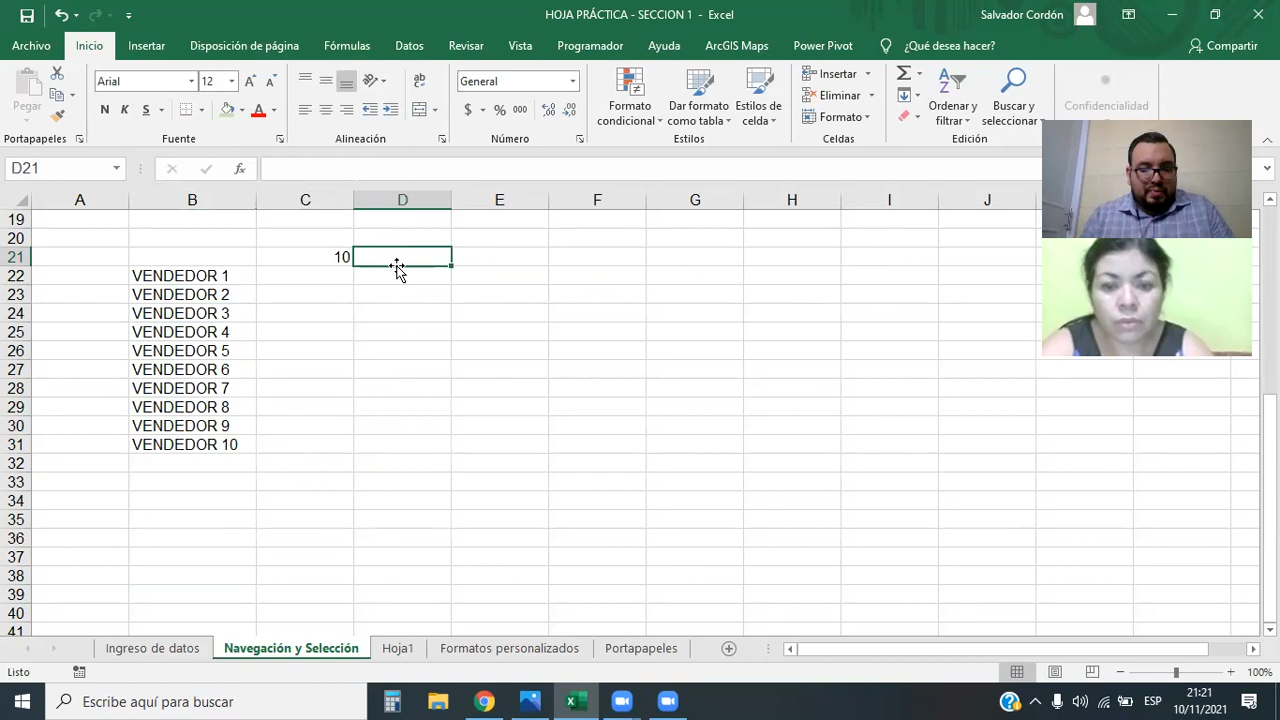 HOJA PRÁCTICA - SECCION 1 - Excel
Salvador Cordón
Archivo Inicio Insertar Disposición de página Fórmulas Datos Revisar Vista Programador Ayuda ArcGIS Maps Power Pivot ¿Qué desea hacer? Compartir
Pegar
Arial 12
N K S
General
$ % 000
Formato condicional
Dar formato como tabla
Estilos de celda
Insertar
Eliminar
Formato
Ordenar y filtrar
Buscar y seleccionar
Confidencialidad
Portapapeles Fuente Alineación Número Estilos Celdas Edición
D21 fx
A B C D E F G H I J
19
20
21 10
22 VENDEDOR 1
23 VENDEDOR 2
24 VENDEDOR 3
25 VENDEDOR 4
26 VENDEDOR 5
27 VENDEDOR 6
28 VENDEDOR 7
29 VENDEDOR 8
30 VENDEDOR 9
31 VENDEDOR 10
32
33
34
35
36
37
38
39
40
41
Ingreso de datos Navegación y Selección Hoja1 Formatos personalizados Portapapeles
Listo 100%
Escribe aquí para buscar ESP 21:21
10/11/2021